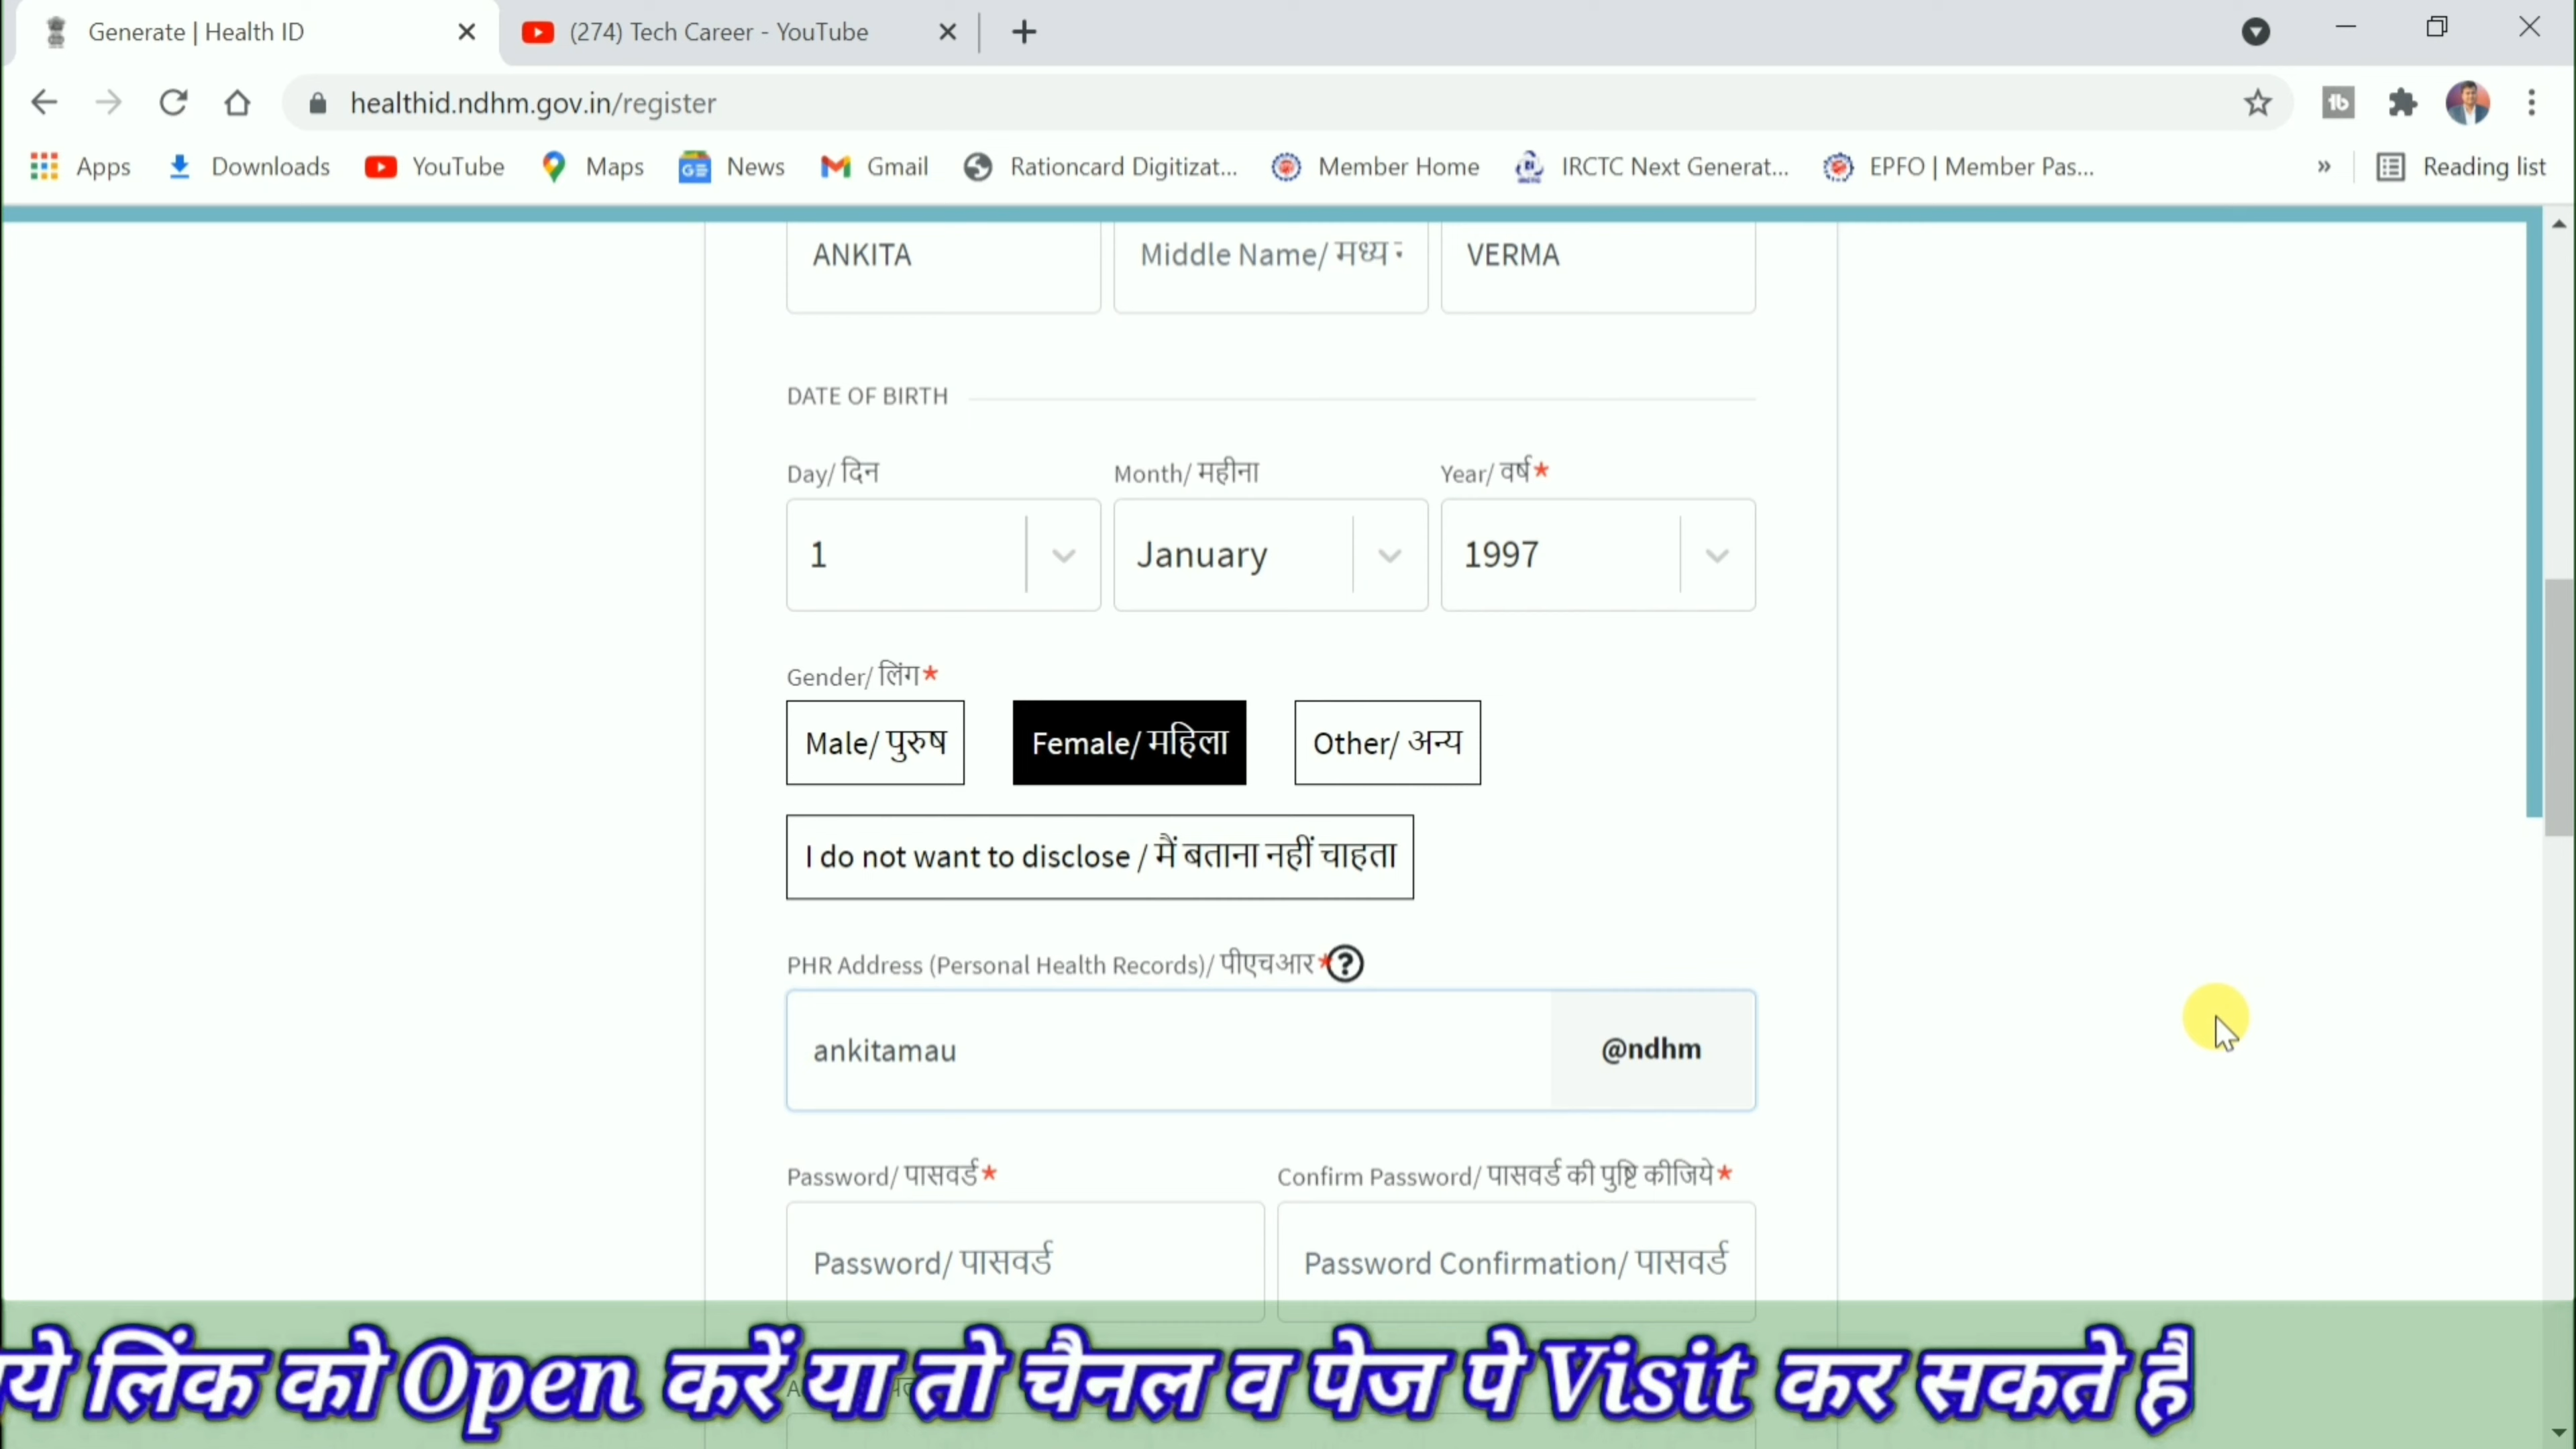 Generate | Health ID
(274) Tech Career - YouTube
healthid.ndhm.gov.in/register
Apps Downloads YouTube Maps News Gmail Rationcard Digitizat... Member Home IRCTC Next Generat... EPFO | Member Pas... » Reading list
ANKITA Middle Name/ मध्य VERMA
DATE OF BIRTH
Day/ दिन Month/ महीना Year/ वर्ष*
1 January 1997
Gender/ लिंग*
Male/ पुरुष Female/ महिला Other/ अन्य
I do not want to disclose / मैं बताना नहीं चाहता
PHR Address (Personal Health Records)/ पीएचआर*?
ankitamau @ndhm
Password/ पासवर्ड* Confirm Password/ पासवर्ड की पुष्टि कीजिये*
Password/ पासवर्ड Password Confirmation/ पासवर्ड
ये लिंक को Open करें या तो चैनल व पेज पे Visit कर सकते हैं